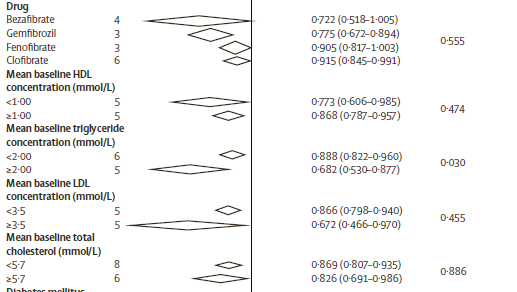 Drug
Bezafibrate 4 0·722 (0·518–1·005)
Gemfibrozil 3 0·775 (0·672–0·894)
0·555
Fenofibrate 3 0·905 (0·817–1·003)
Clofibrate 6 0·915 (0·845–0·991)
Mean baseline HDL
concentration (mmol/L)
<1·00 5 0·773 (0·606–0·985)
0·474
≥1·00 5 0·868 (0·787–0·957)
Mean baseline triglyceride
concentration (mmol/L)
<2·00 6 0·888 (0·822–0·960)
0·030
≥2·00 5 0·682 (0·530–0·877)
Mean baseline LDL
concentration (mmol/L)
<3·5 5 0·866 (0·798–0·940)
0·455
≥3·5 5 0·672 (0·466–0·970)
Mean baseline total
cholesterol (mmol/L)
<5·7 8 0·869 (0·807–0·935)
0·886
≥5·7 6 0·826 (0·691–0·986)
Diabetes mellitus